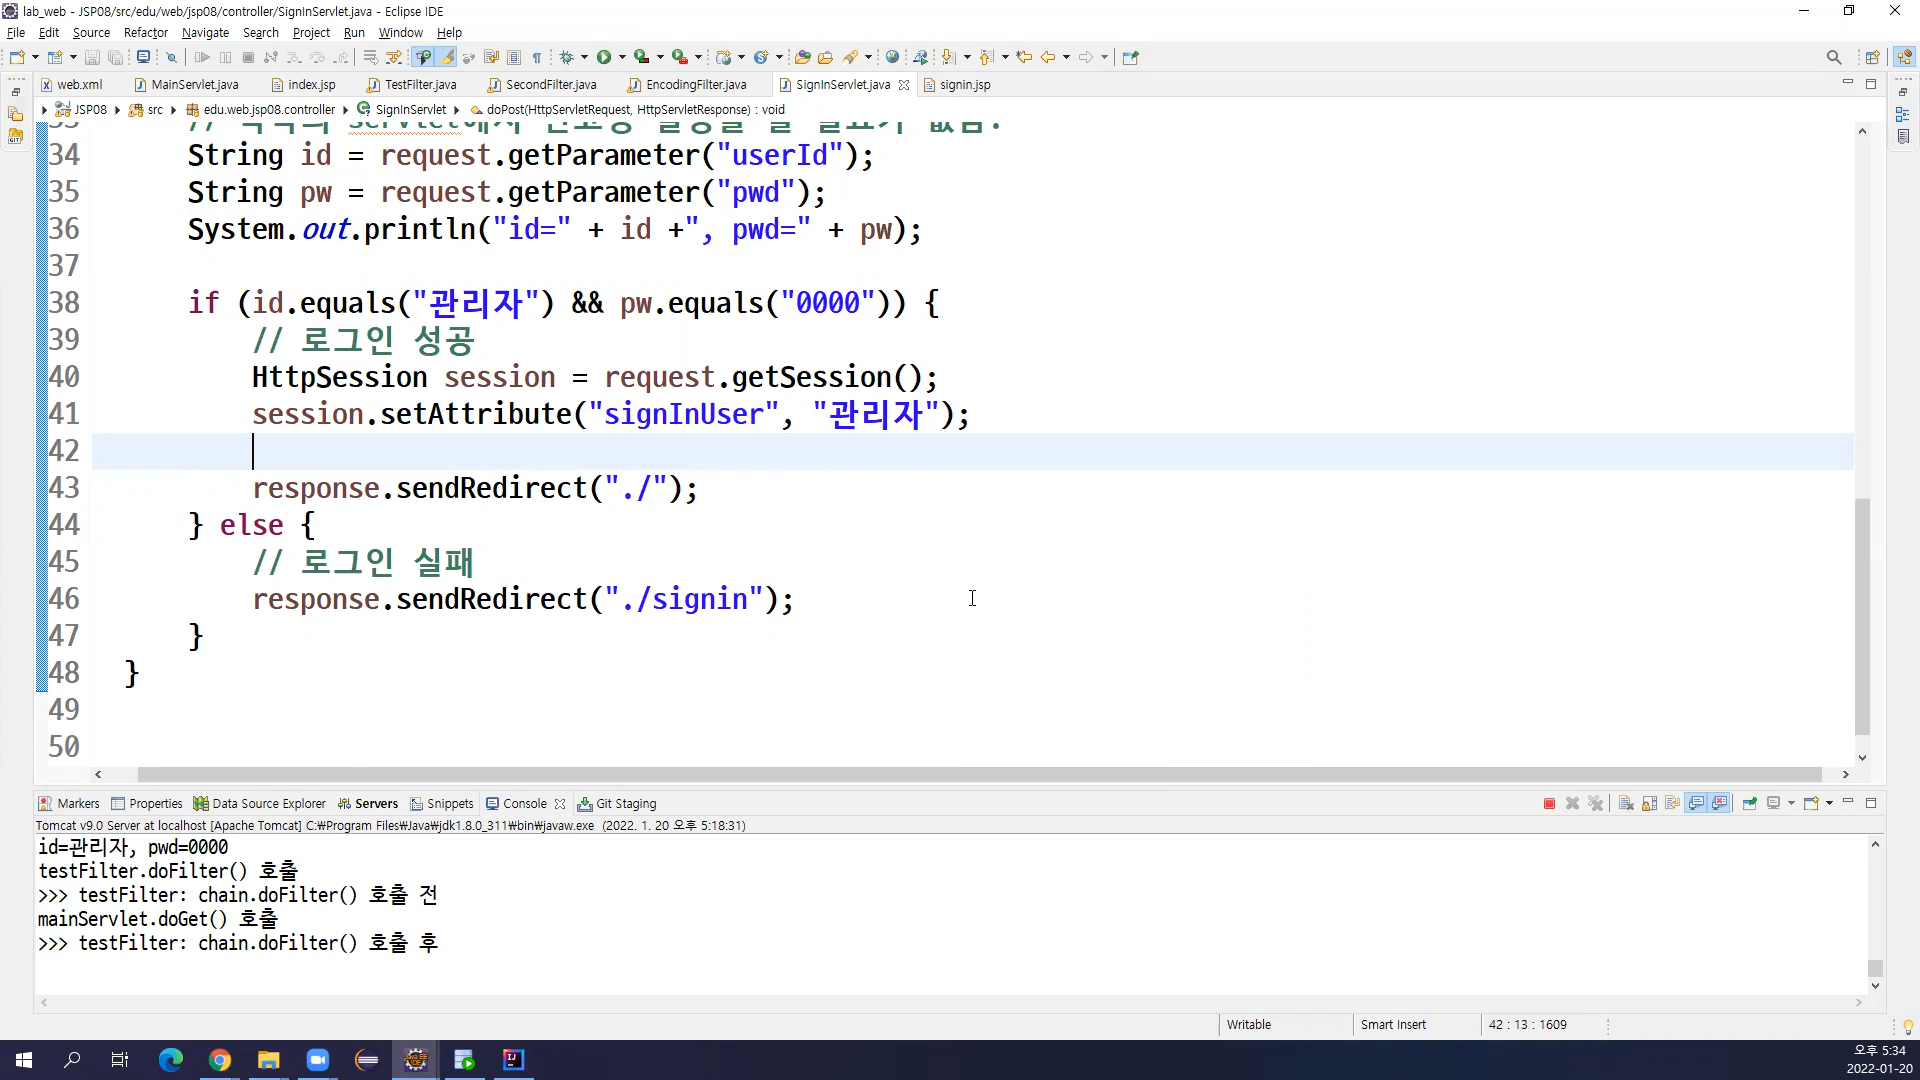 lab_web - JSP08/src/edu/web/jsp08/controller/SignInServlet.java - Eclipse IDE
File Edit Source Refactor Navigate Search Project Run Window Help
web.xml MainServlet.java index.jsp TestFilter.java SecondFilter.java EncodingFilter.java SignInServlet.java signin.jsp
JSP08 src edu.web.jsp08.controller SignInServlet doPost(HttpServletRequest, HttpServletResponse) : void
34 String id = request.getParameter("userId");
35 String pw = request.getParameter("pwd");
36 System.out.println("id=" + id +", pwd=" + pw);
37
38 if (id.equals("관리자") && pw.equals("0000")) {
39 // 로그인 성공
40 HttpSession session = request.getSession();
41 session.setAttribute("signInUser", "관리자");
42
43 response.sendRedirect("./");
44 } else {
45 // 로그인 실패
46 response.sendRedirect("./signin");
47 }
48 }
49
50
Markers Properties Data Source Explorer Servers Snippets Console Git Staging
Tomcat v9.0 Server at localhost [Apache Tomcat] C:₩Program Files₩Java₩jdk1.8.0_311₩bin₩javaw.exe (2022. 1. 20 오후 5:18:31)
id=관리자, pwd=0000
testFilter.doFilter() 호출
>>> testFilter: chain.doFilter() 호출 전
mainServlet.doGet() 호출
>>> testFilter: chain.doFilter() 호출 후
Writable Smart Insert 42 : 13 : 1609
오후 5:34
2022-01-20